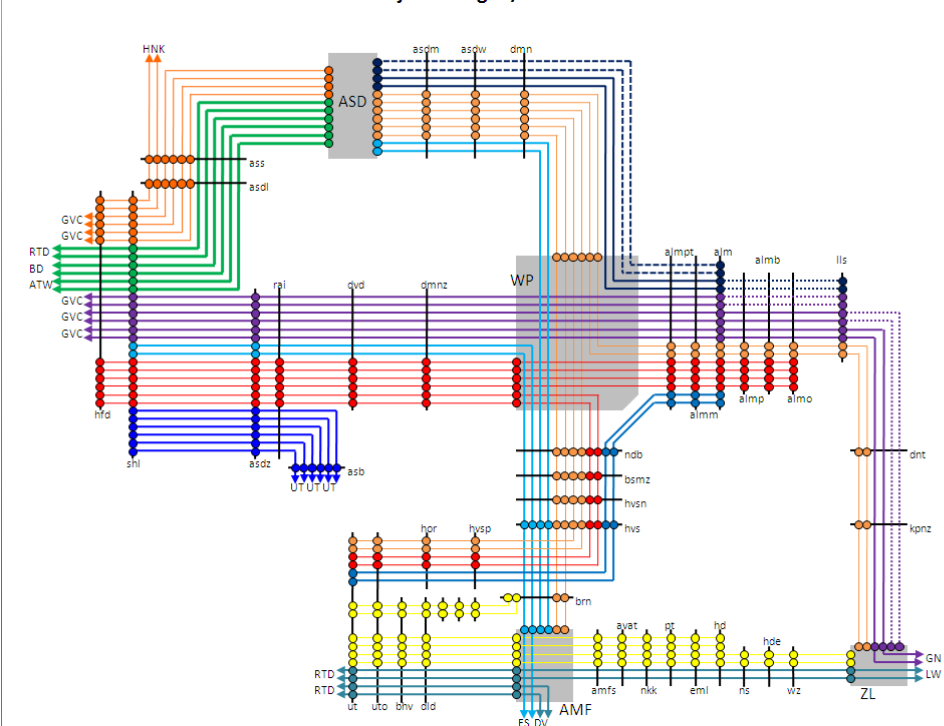 HNK
asdm asdw dmn
ASD
ass
asdl
GVC
GVC
RTD
BD
ATW
GVC
GVC
GVC
rai dvd dmnz
WP
almpt alm almb lls
almp almo
almm
hfd
shl asdz
asb
UT UT UT
ndb
bsmz
hvsn
hvs
dnt
kpnz
hor hvsp
brn
avat pt hd
hde
RTD
RTD
amfs nkk eml ns wz
GN
LW
ZL
ut uto bhv dld
AMF
ES DV